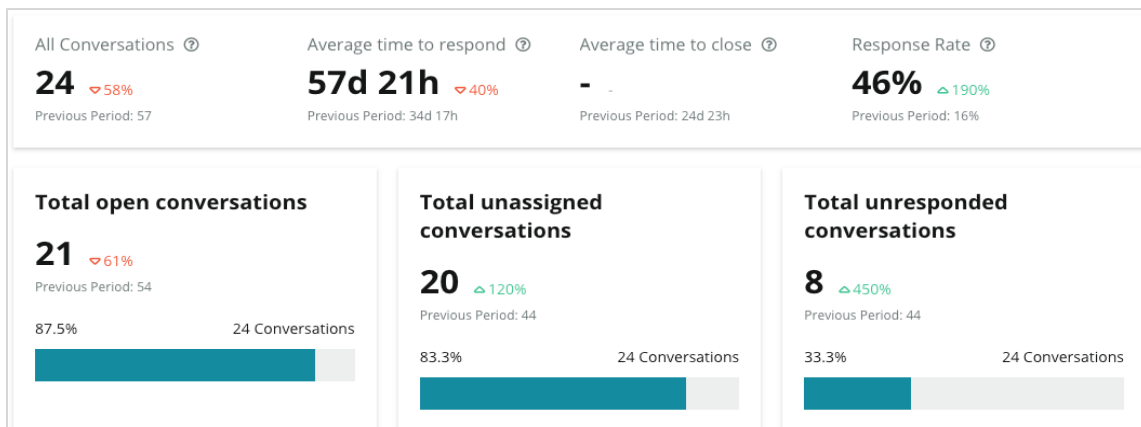 All Conversations ?
24 58%
Previous Period: 57
Average time to respond ?
57d 21h 40%
Previous Period: 34d 17h
Average time to close ?
- -
Previous Period: 24d 23h
Response Rate ?
46% 190%
Previous Period: 16%
Total open conversations
21 61%
Previous Period: 54
87.5% 24 Conversations
Total unassigned
conversations
20 120%
Previous Period: 44
83.3% 24 Conversations
Total unresponded
conversations
8 450%
Previous Period: 44
33.3% 24 Conversations